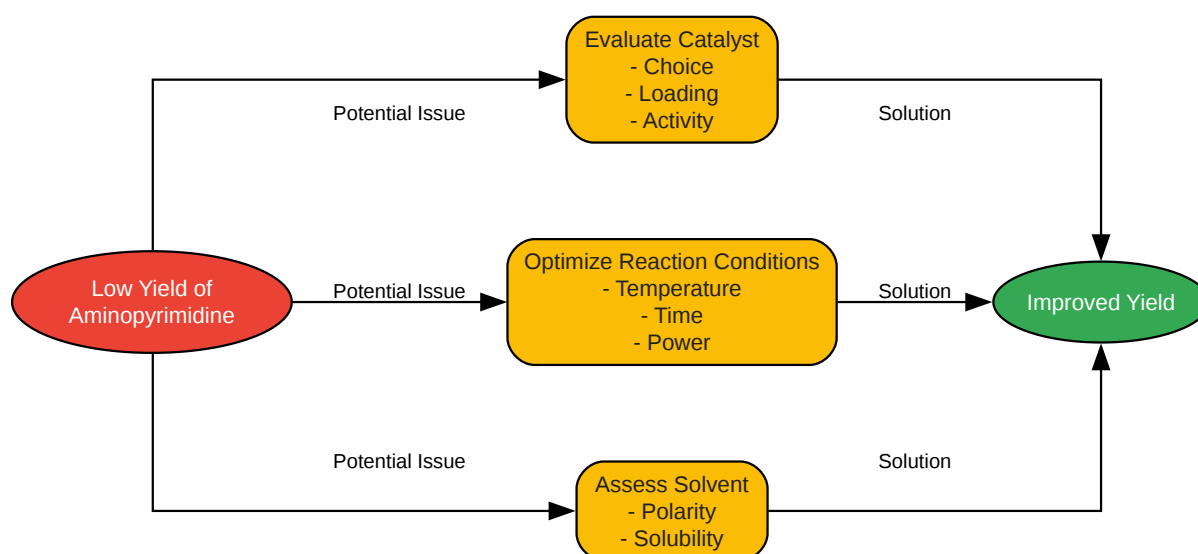 Evaluate Catalyst
- Choice
- Loading
- Activity
Potential Issue
Solution
Low Yield of
Aminopyrimidine
Potential Issue
Optimize Reaction Conditions
- Temperature
- Time
- Power
Solution
Improved Yield
Potential Issue
Solution
Assess Solvent
- Polarity
- Solubility